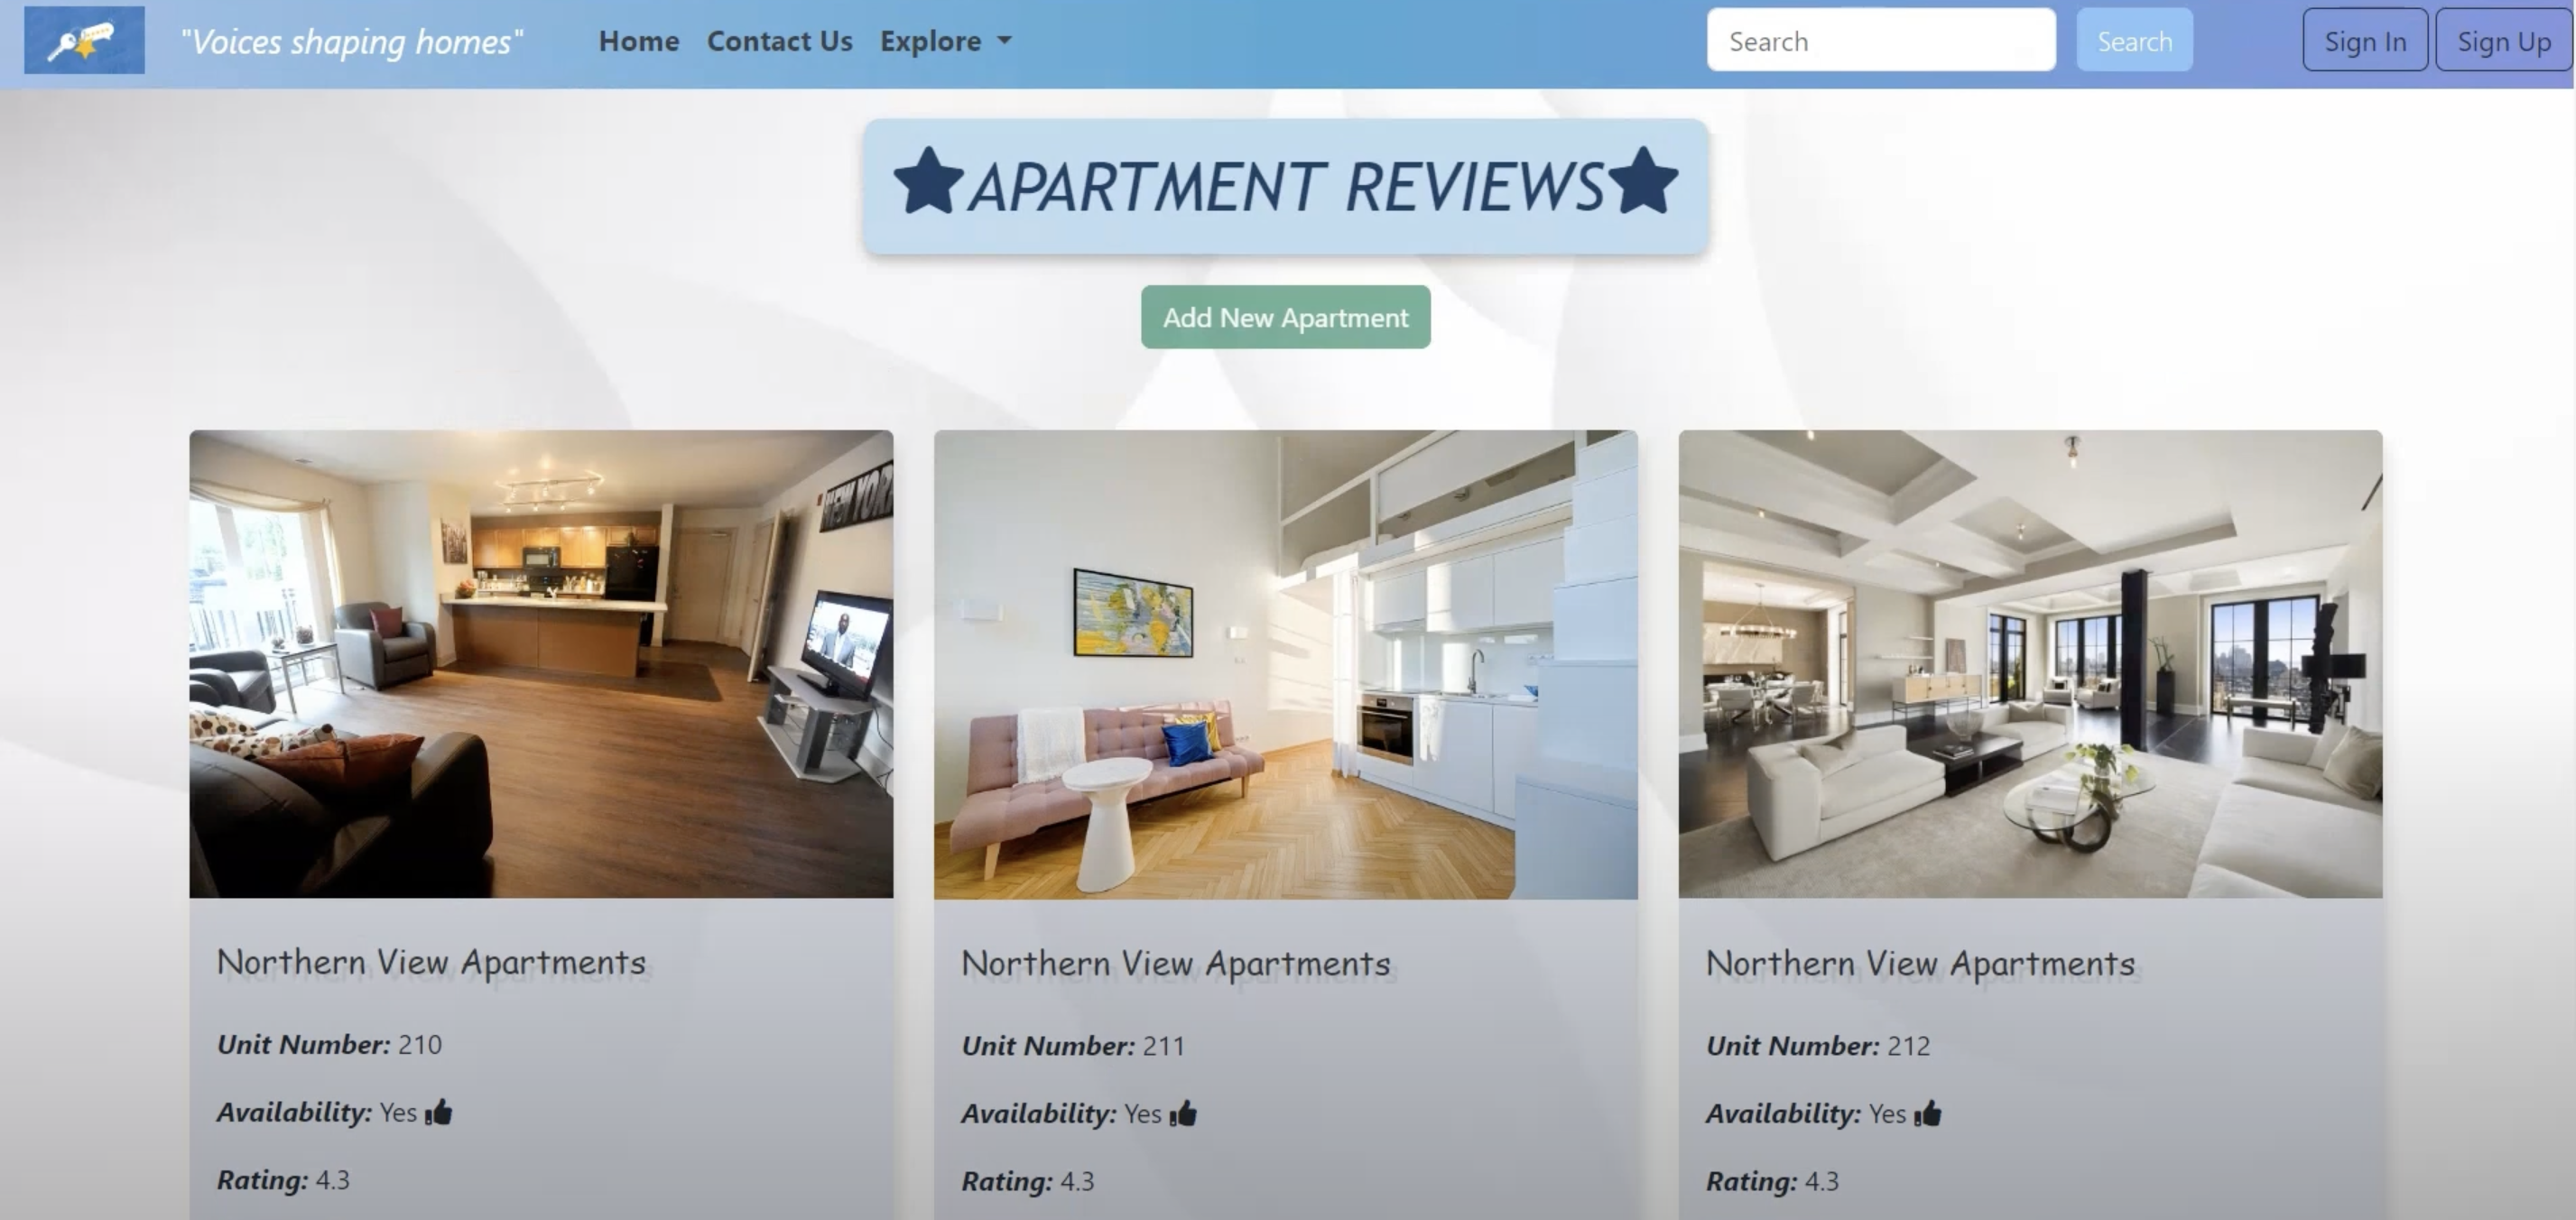 "Voices shaping homes" Home Contact Us Explore Search Search Sign In Sign Up
APARTMENT REVIEWS
Add New Apartment
NEW YORK
Northern View Apartments
Unit Number: 210
Availability: Yes
Rating: 4.3
Northern View Apartments
Unit Number: 211
Availability: Yes
Rating: 4.3
Northern View Apartments
Unit Number: 212
Availability: Yes
Rating: 4.3